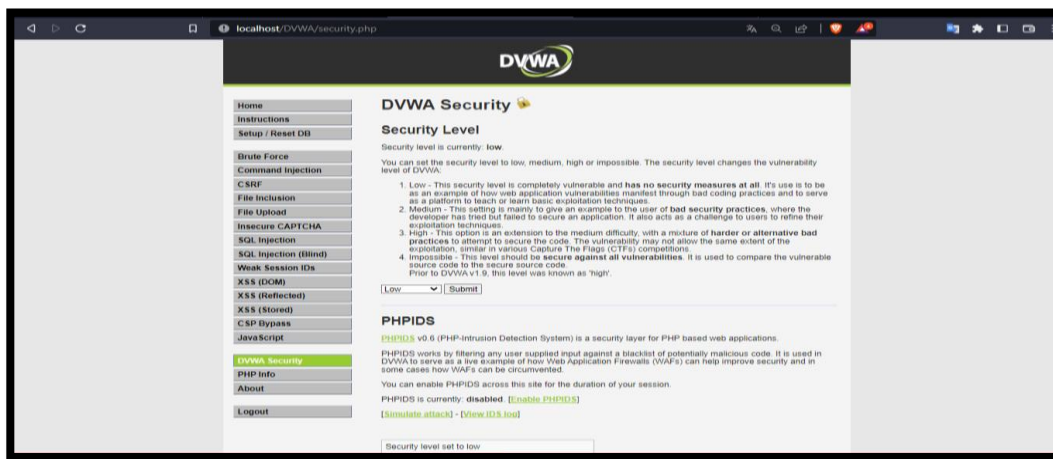 localhost/DVWA/security.php
DVWA
Home
Instructions
Setup / Reset DB
Brute Force
Command Injection
CSRF
File Inclusion
File Upload
Insecure CAPTCHA
SQL Injection
SQL Injection (Blind)
Weak Session IDs
XSS (DOM)
XSS (Reflected)
XSS (Stored)
CSP Bypass
JavaScript
DVWA Security
PHP Info
About
Logout
DVWA Security
Security Level
Security level is currently: low.
You can set the security level to low, medium, high or impossible. The security level changes the vulnerability
level of DVWA:
1. Low - This security level is completely vulnerable and has no security measures at all. It's use is to be
as an example of how web application vulnerabilities manifest through bad coding practices and to serve
as a platform to teach or learn basic exploitation techniques.
2. Medium - This setting is mainly to give an example to the user of bad security practices, where the
developer has tried but failed to secure an application. It also acts as a challenge to users to refine their
exploitation techniques.
3. High - This option is an extension to the medium difficulty, with a mixture of harder or alternative bad
practices to attempt to secure the code. The vulnerability may not allow the same extent of the
exploitation, similar in various Capture The Flags (CTFs) competitions.
4. Impossible - This level should be secure against all vulnerabilities. It is used to compare the vulnerable
source code to the secure source code.
Prior to DVWA v1.9, this level was known as 'high'.
Low Submit
PHPIDS
PHPIDS v0.6 (PHP-Intrusion Detection System) is a security layer for PHP based web applications.
PHPIDS works by filtering any user supplied input against a blacklist of potentially malicious code. It is used in
DVWA to serve as a live example of how Web Application Firewalls (WAFs) can help improve security and in
some cases how WAFs can be circumvented.
You can enable PHPIDS across this site for the duration of your session.
PHPIDS is currently: disabled. [Enable PHPIDS]
[Simulate attack] - [View IDS log]
Security level set to low